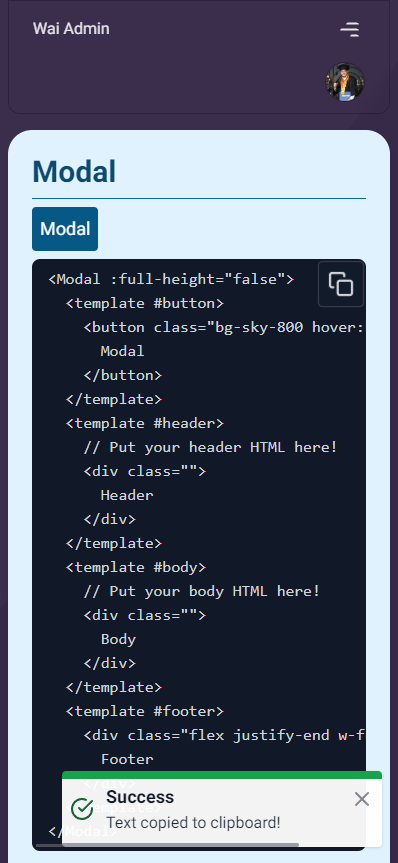 Wai Admin
Modal
Modal
<Modal :full-height="false">
<template #button>
<button class="bg-sky-800 hover:
Modal
</button>
</template>
<template #header>
// Put your header HTML here!
<div class="">
Header
</div>
</template>
<template #body>
// Put your body HTML here!
<div class="">
Body
</div>
</template>
<template #footer>
<div class="flex justify-end w-f
Footer
</div>
</template>
</Modal>
Success
Text copied to clipboard!